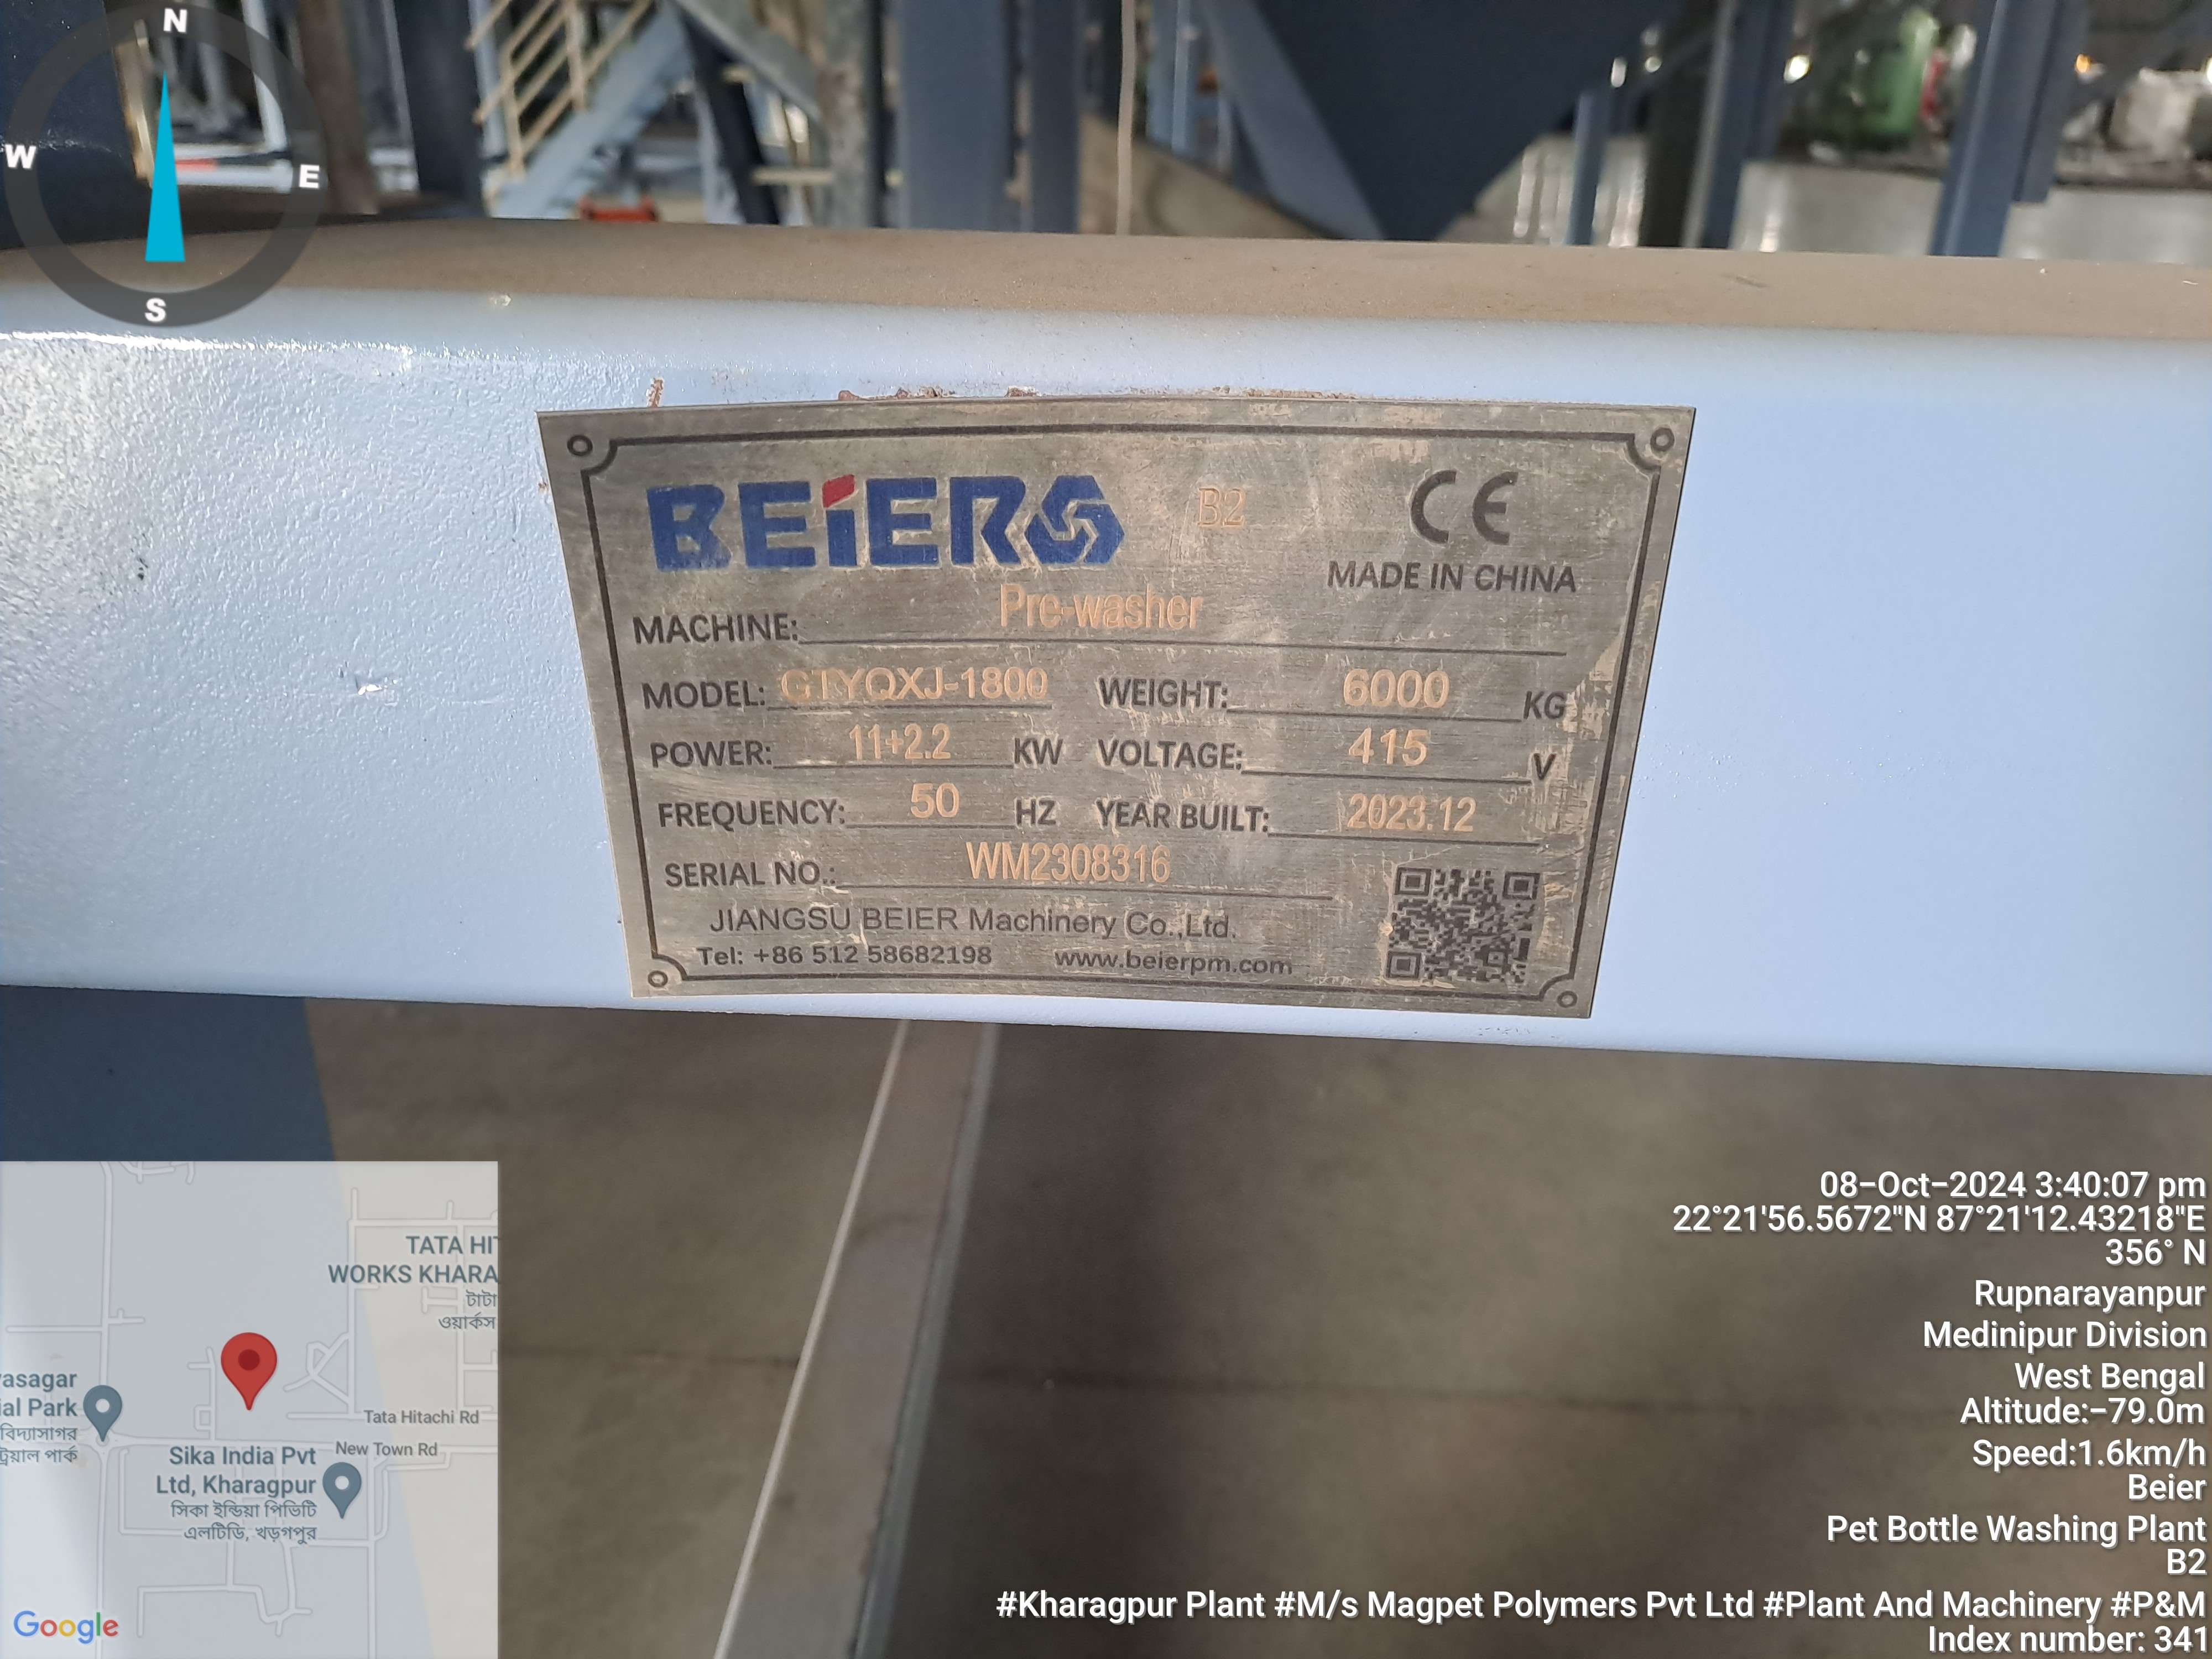 N
W
E
S
BEiER
B2
CE
MADE IN CHINA
MACHINE: Pre-washer
MODEL: GTYQXJ-1800 WEIGHT: 6000 KG
POWER: 11+2.2 KW VOLTAGE: 415 V
FREQUENCY: 50 HZ YEAR BUILT: 2023.12
SERIAL NO.: WM2308316
JIANGSU BEIER Machinery Co.,Ltd.
Tel: +86 512 58682198 www.beierpm.com
TATA HIT
WORKS KHARA
টাটা
ওয়ার্কস
asagar
ial Park
বিদ্যাসাগর
ট্রিয়াল পার্ক
Tata Hitachi Rd
New Town Rd
Sika India Pvt
Ltd, Kharagpur
সিকা ইন্ডিয়া পিভিটি
এলটিডি, খড়গপুর
Google
08-Oct-2024 3:40:07 pm
22°21'56.5672"N 87°21'12.43218"E
356° N
Rupnarayanpur
Medinipur Division
West Bengal
Altitude:-79.0m
Speed:1.6km/h
Beier
Pet Bottle Washing Plant
B2
#Kharagpur Plant #M/s Magpet Polymers Pvt Ltd #Plant And Machinery #P&M
Index number: 341